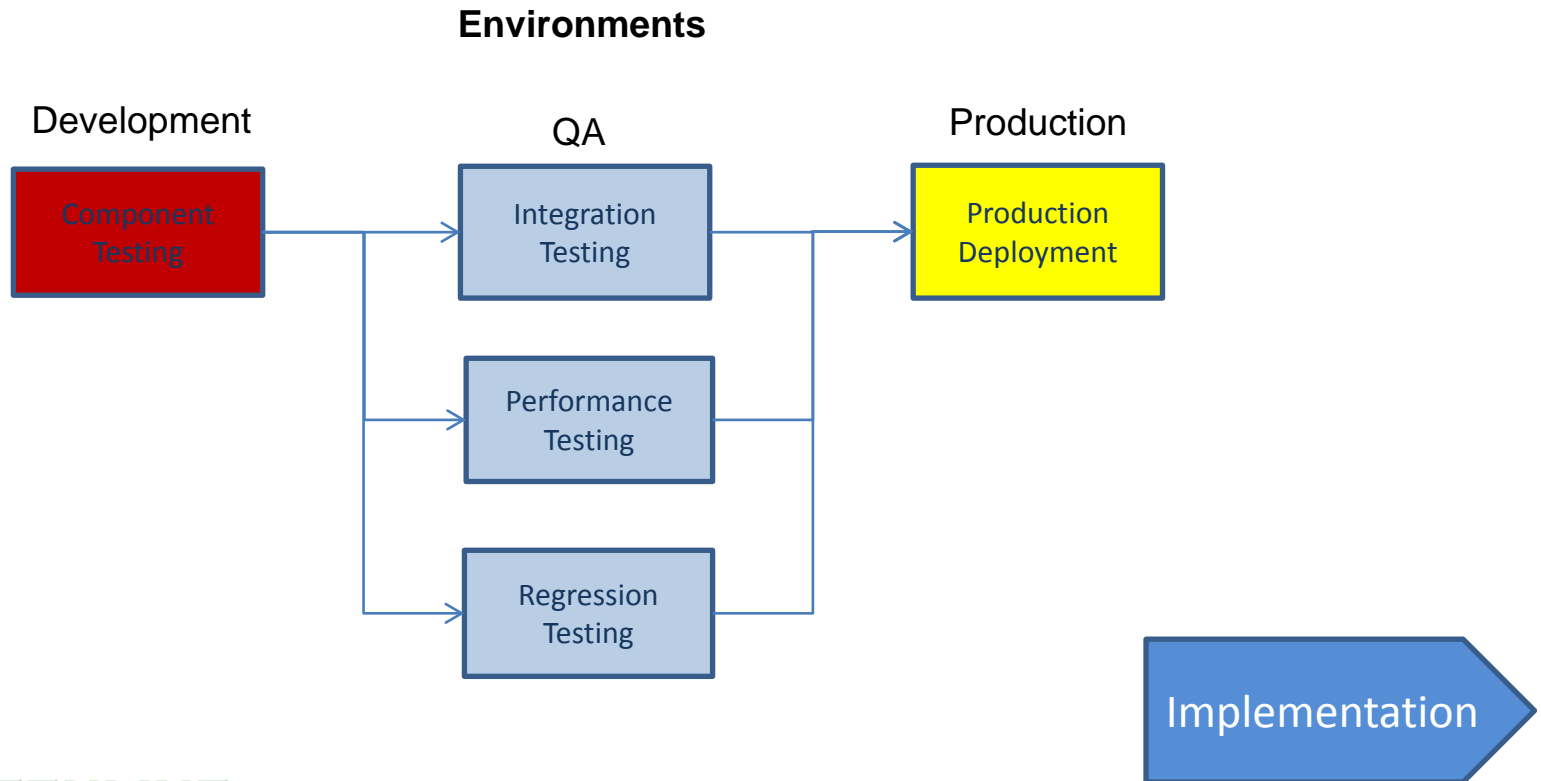 Environments
Development
QA
Production
Component
Testing
Integration
Testing
Production
Deployment
Performance
Testing
Regression
Testing
Implementation